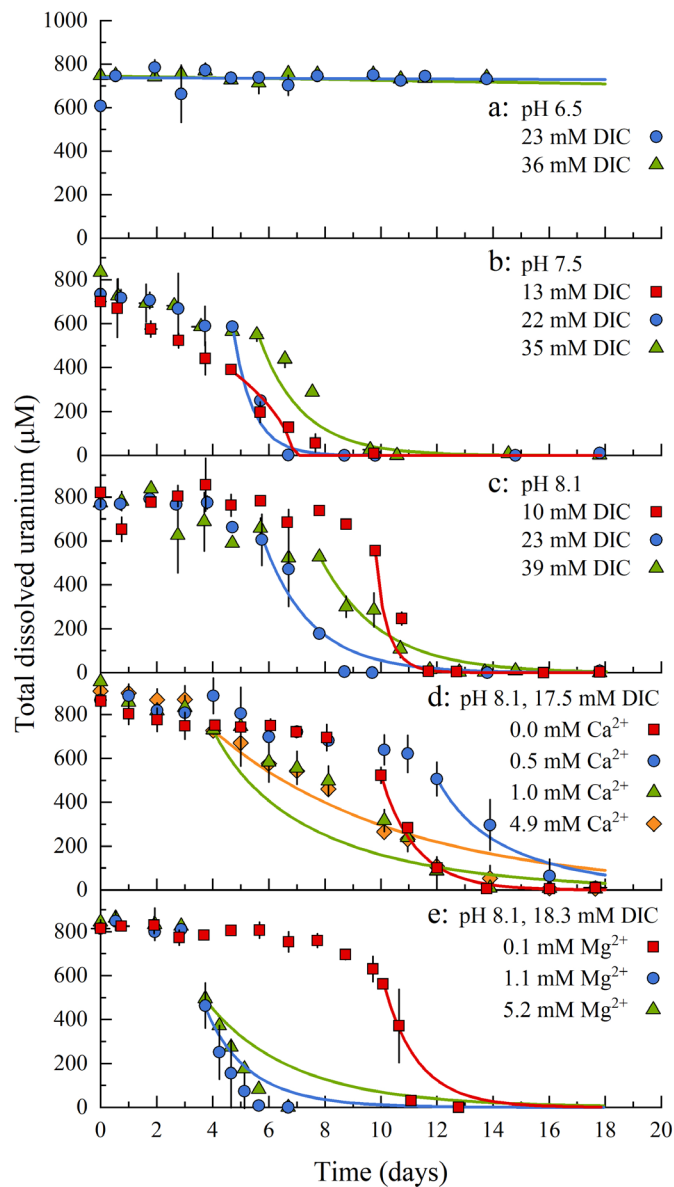 1000
800
600
400
200
0
a: pH 6.5
23 mM DIC
36 mM DIC
800
600
400
200
0
b: pH 7.5
13 mM DIC
22 mM DIC
35 mM DIC
800
600
400
200
0
c: pH 8.1
10 mM DIC
23 mM DIC
39 mM DIC
800
600
400
200
0
d: pH 8.1, 17.5 mM DIC
0.0 mM Ca²⁺
0.5 mM Ca²⁺
1.0 mM Ca²⁺
4.9 mM Ca²⁺
800
600
400
200
0
e: pH 8.1, 18.3 mM DIC
0.1 mM Mg²⁺
1.1 mM Mg²⁺
5.2 mM Mg²⁺
0 2 4 6 8 10 12 14 16 18 20
Time (days)
Total dissolved uranium (μM)